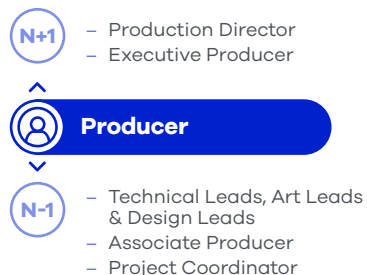 N+1
– Production Director
– Executive Producer
Producer
N-1
– Technical Leads, Art Leads
& Design Leads
– Associate Producer
– Project Coordinator